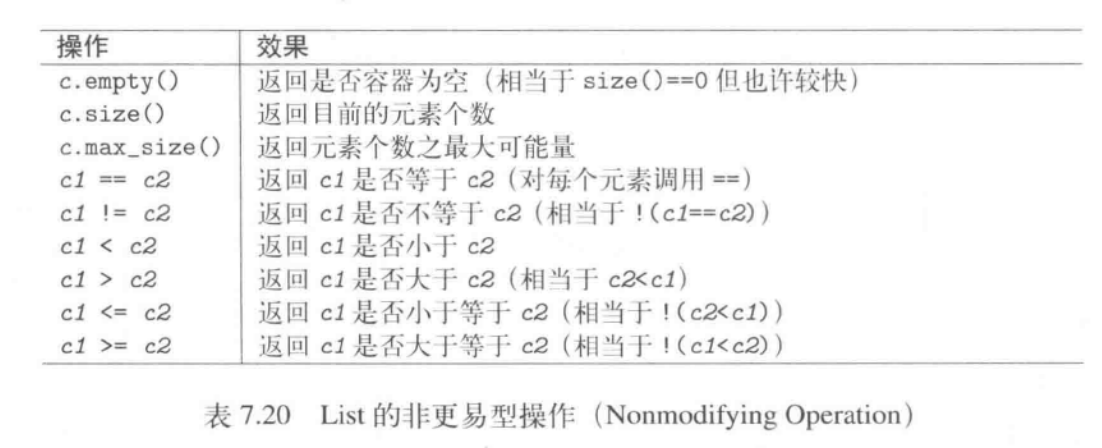 操作 效果
c.empty() 返回是否容器为空（相当于 size()==0 但也许较快）
c.size() 返回目前的元素个数
c.max_size() 返回元素个数之最大可能量
c1 == c2 返回 c1 是否等于 c2（对每个元素调用 ==）
c1 != c2 返回 c1 是否不等于 c2（相当于 !(c1==c2)）
c1 < c2 返回 c1 是否小于 c2
c1 > c2 返回 c1 是否大于 c2（相当于 c2<c1）
c1 <= c2 返回 c1 是否小于等于 c2（相当于 !(c2<c1)）
c1 >= c2 返回 c1 是否大于等于 c2（相当于 !(c1<c2)）
表 7.20 List 的非更易型操作（Nonmodifying Operation）